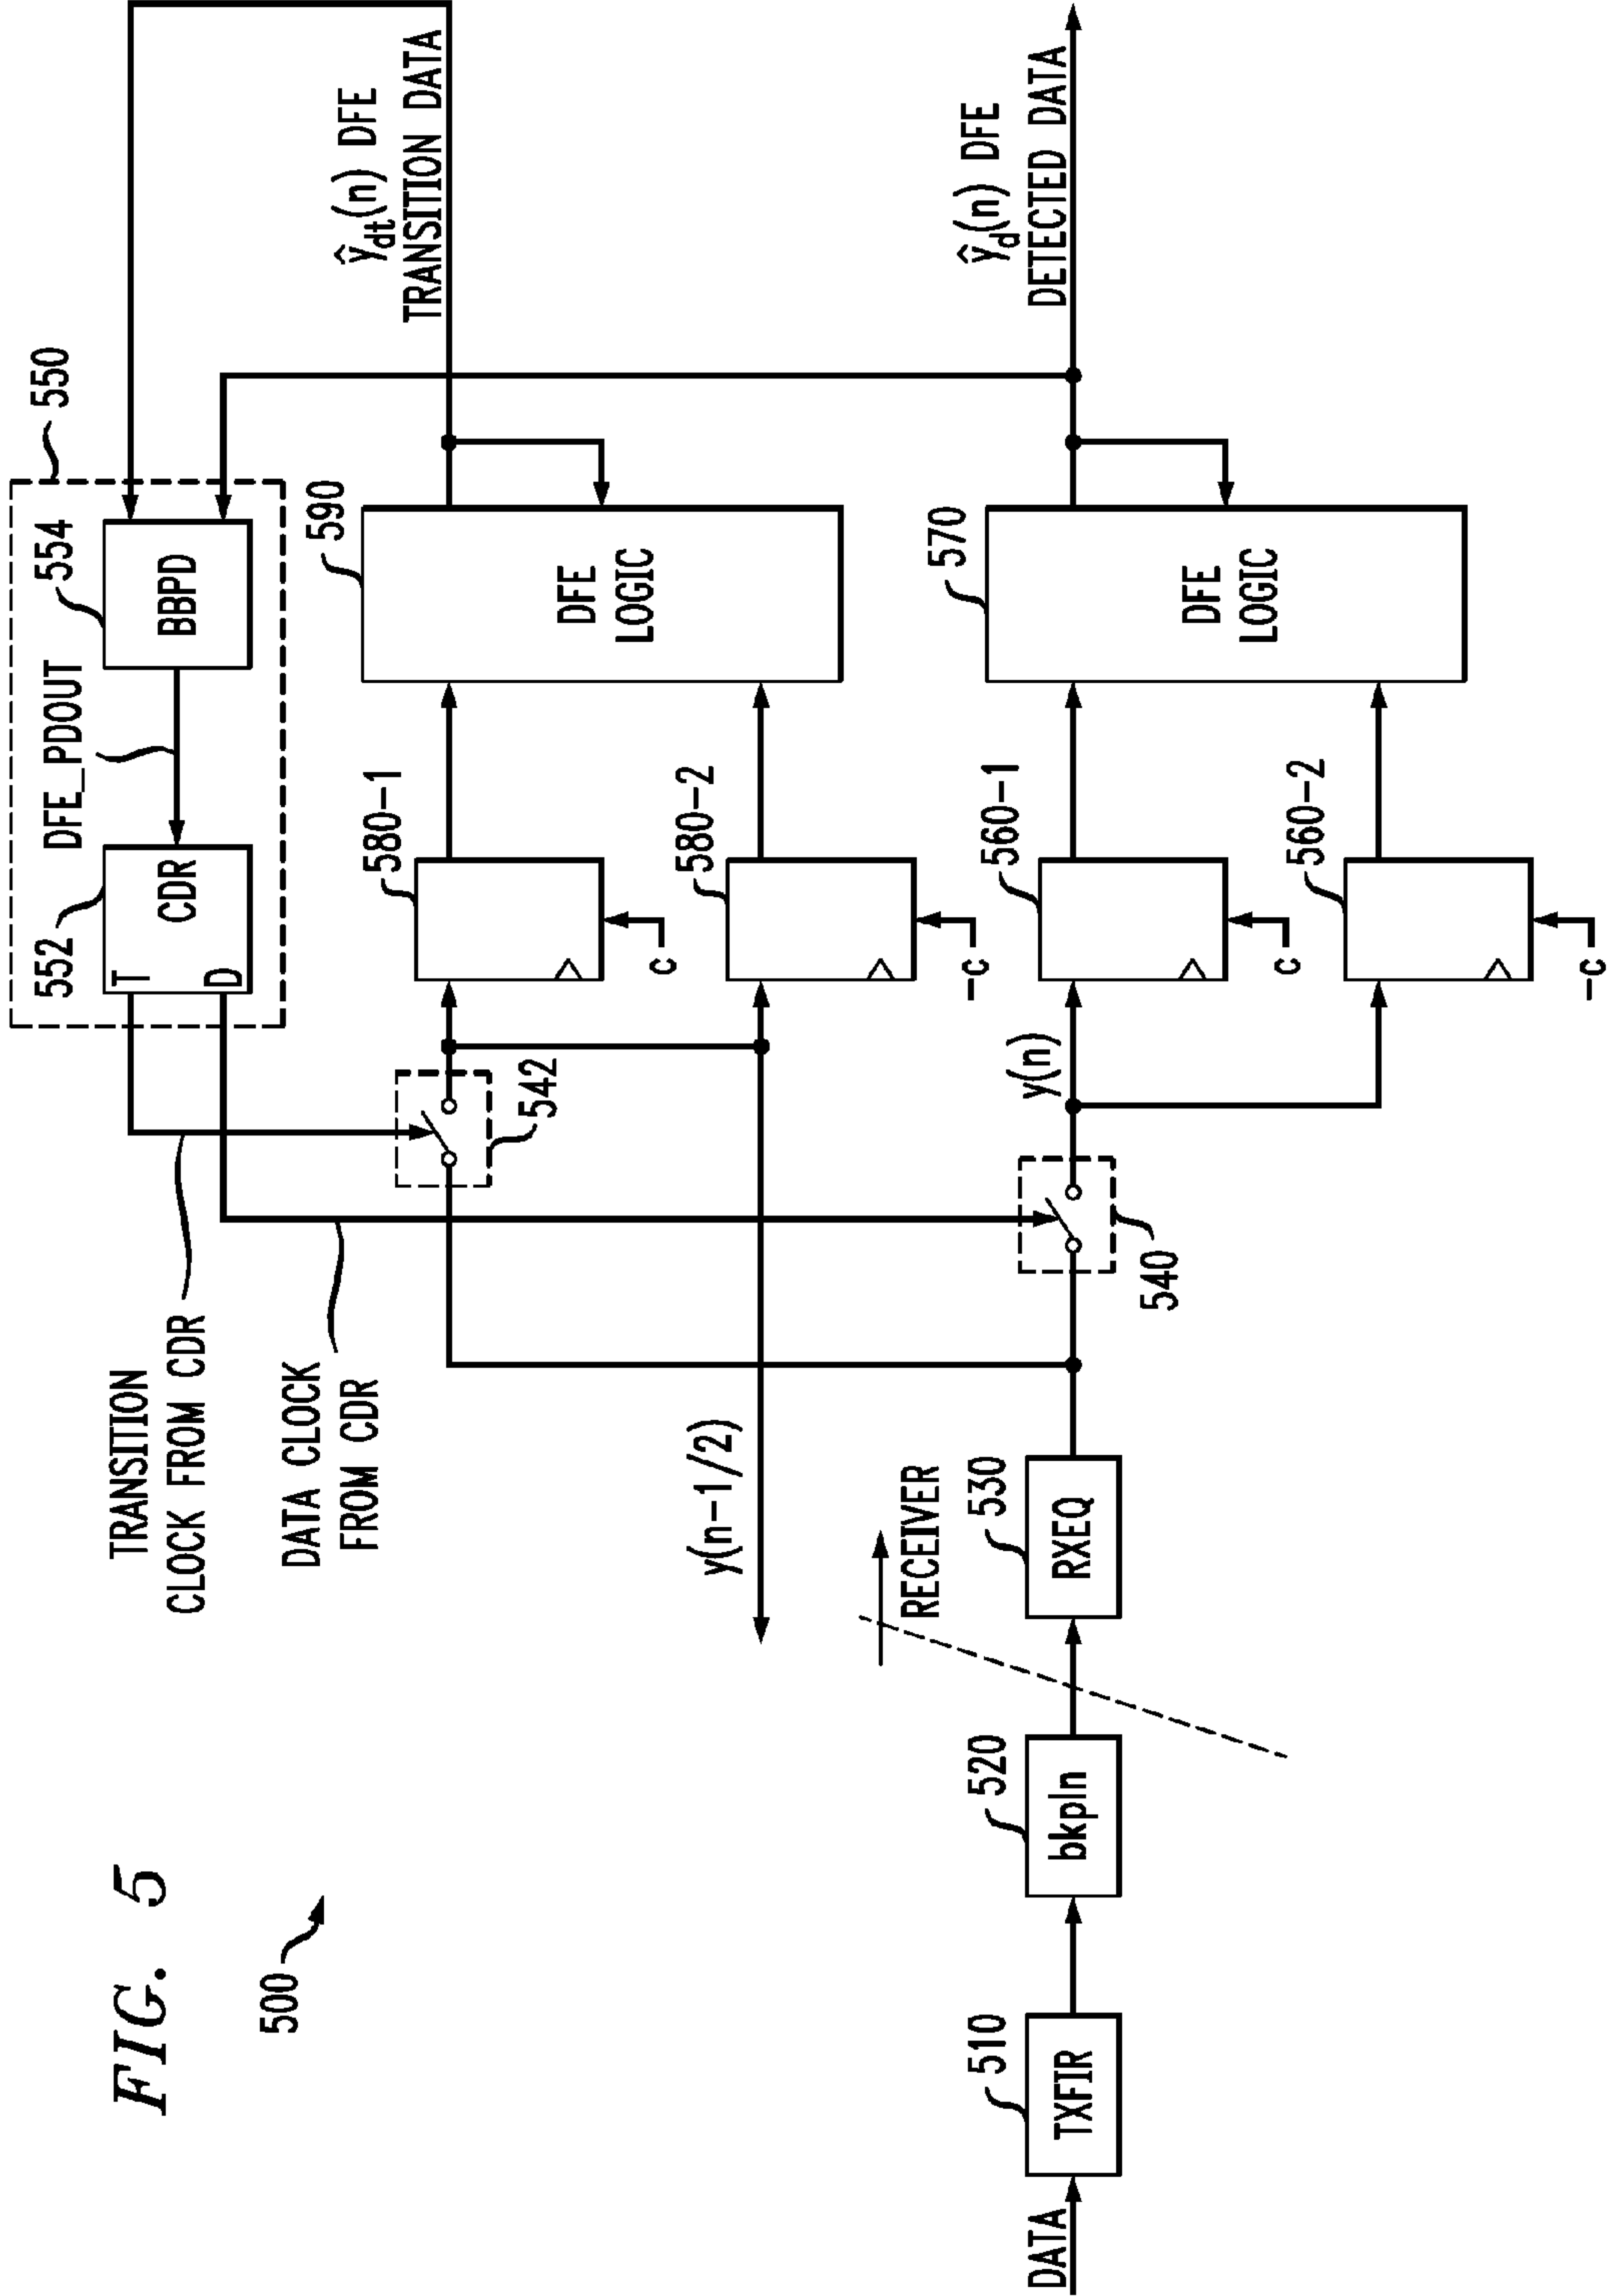 FIG. 5
500
DATA
510
TXFIR
520
bkpln
RECEIVER
530
RXEQ
TRANSITION
CLOCK FROM CDR
DATA CLOCK
FROM CDR
y(n-1/2)
540
542
y(n)
550
552
T
D
CDR
DFE_PDOUT
554
BBPD
580-1
c
580-2
-c
560-1
c
560-2
-c
590
DFE
LOGIC
570
DFE
LOGIC
ŷdt(n) DFE
TRANSITION DATA
ŷd(n) DFE
DETECTED DATA